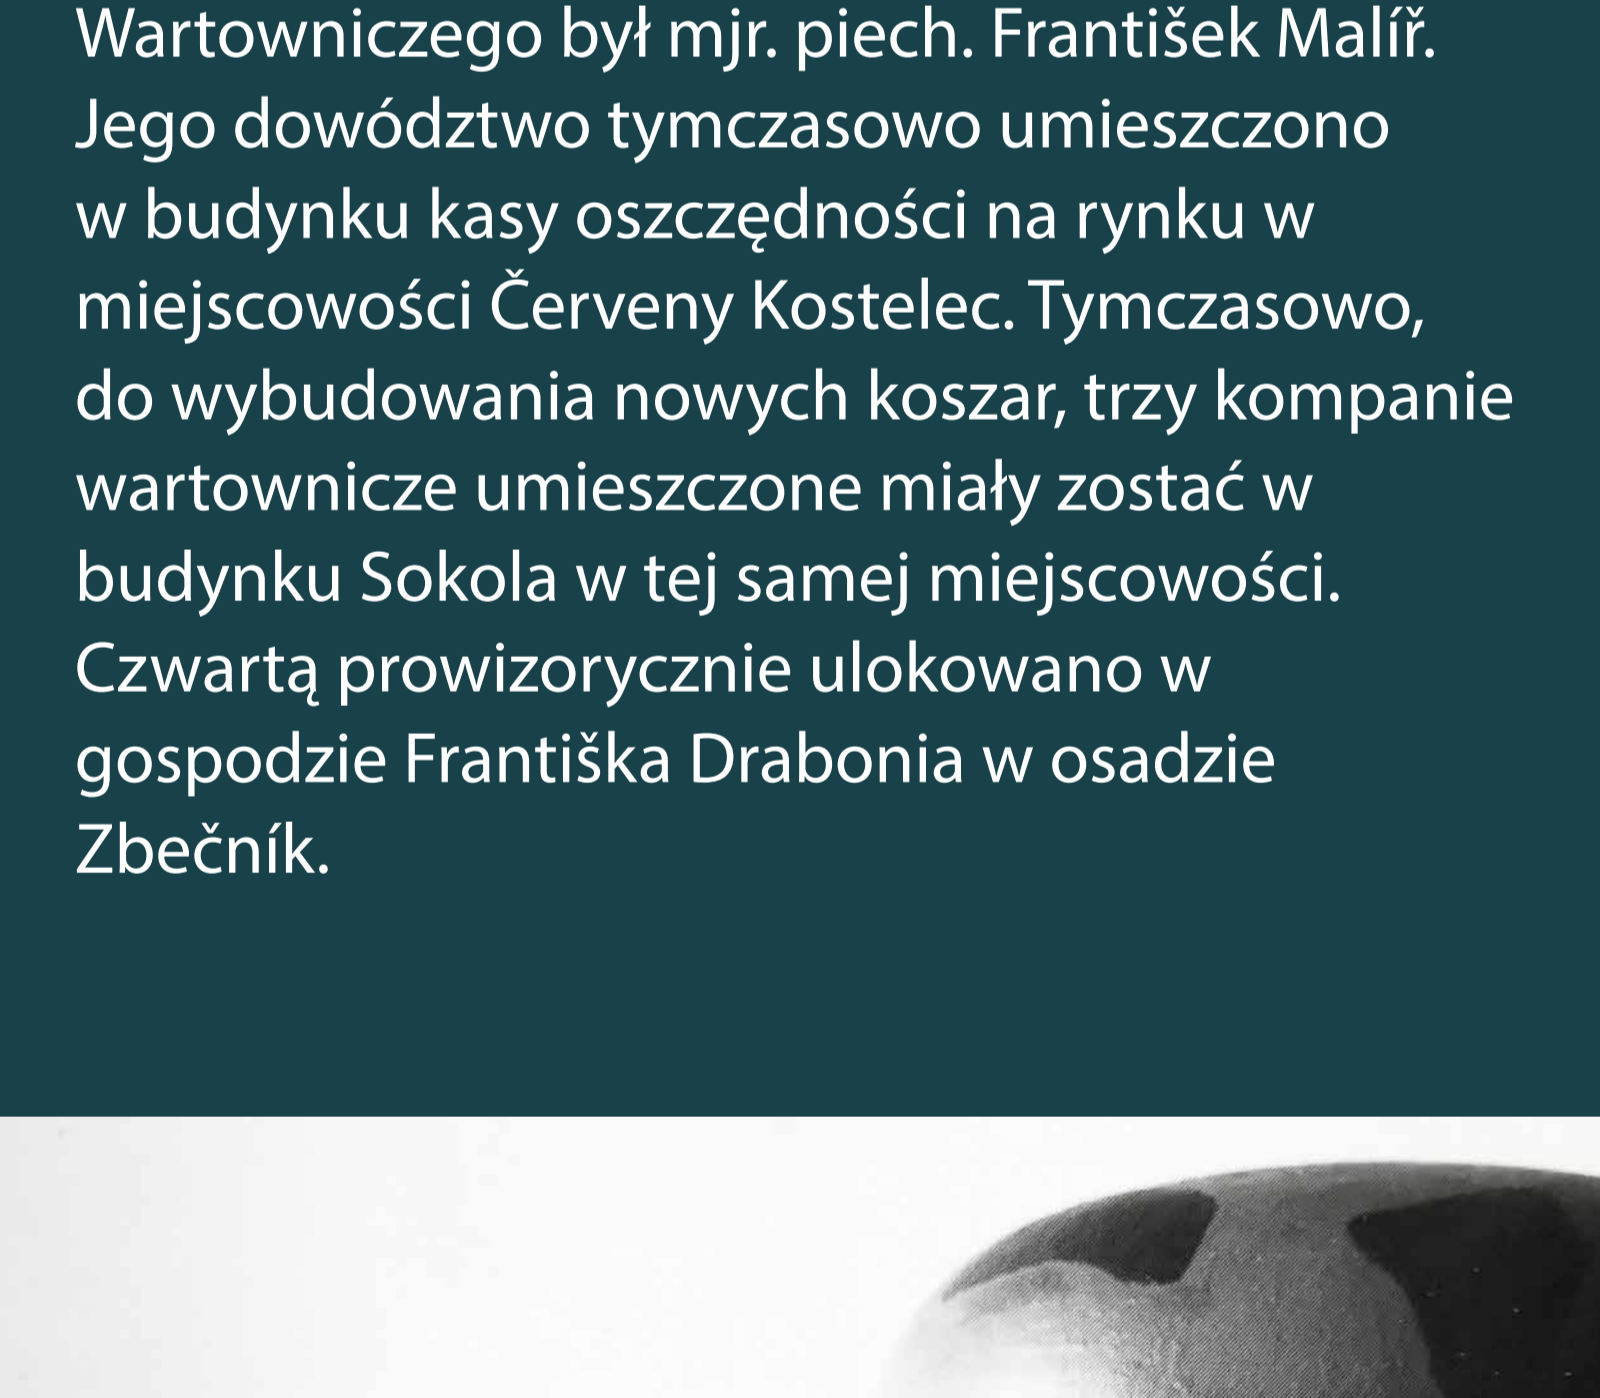 Wartowniczego był mjr. piech. František Malíř.
Jego dowództwo tymczasowo umieszczono
w budynku kasy oszczędności na rynku w
miejscowości Červeny Kostelec. Tymczasowo,
do wybudowania nowych koszar, trzy kompanie
wartownicze umieszczone miały zostać w
budynku Sokola w tej samej miejscowości.
Czwartą prowizorycznie ulokowano w
gospodzie Františka Drabonia w osadzie
Zbečník.